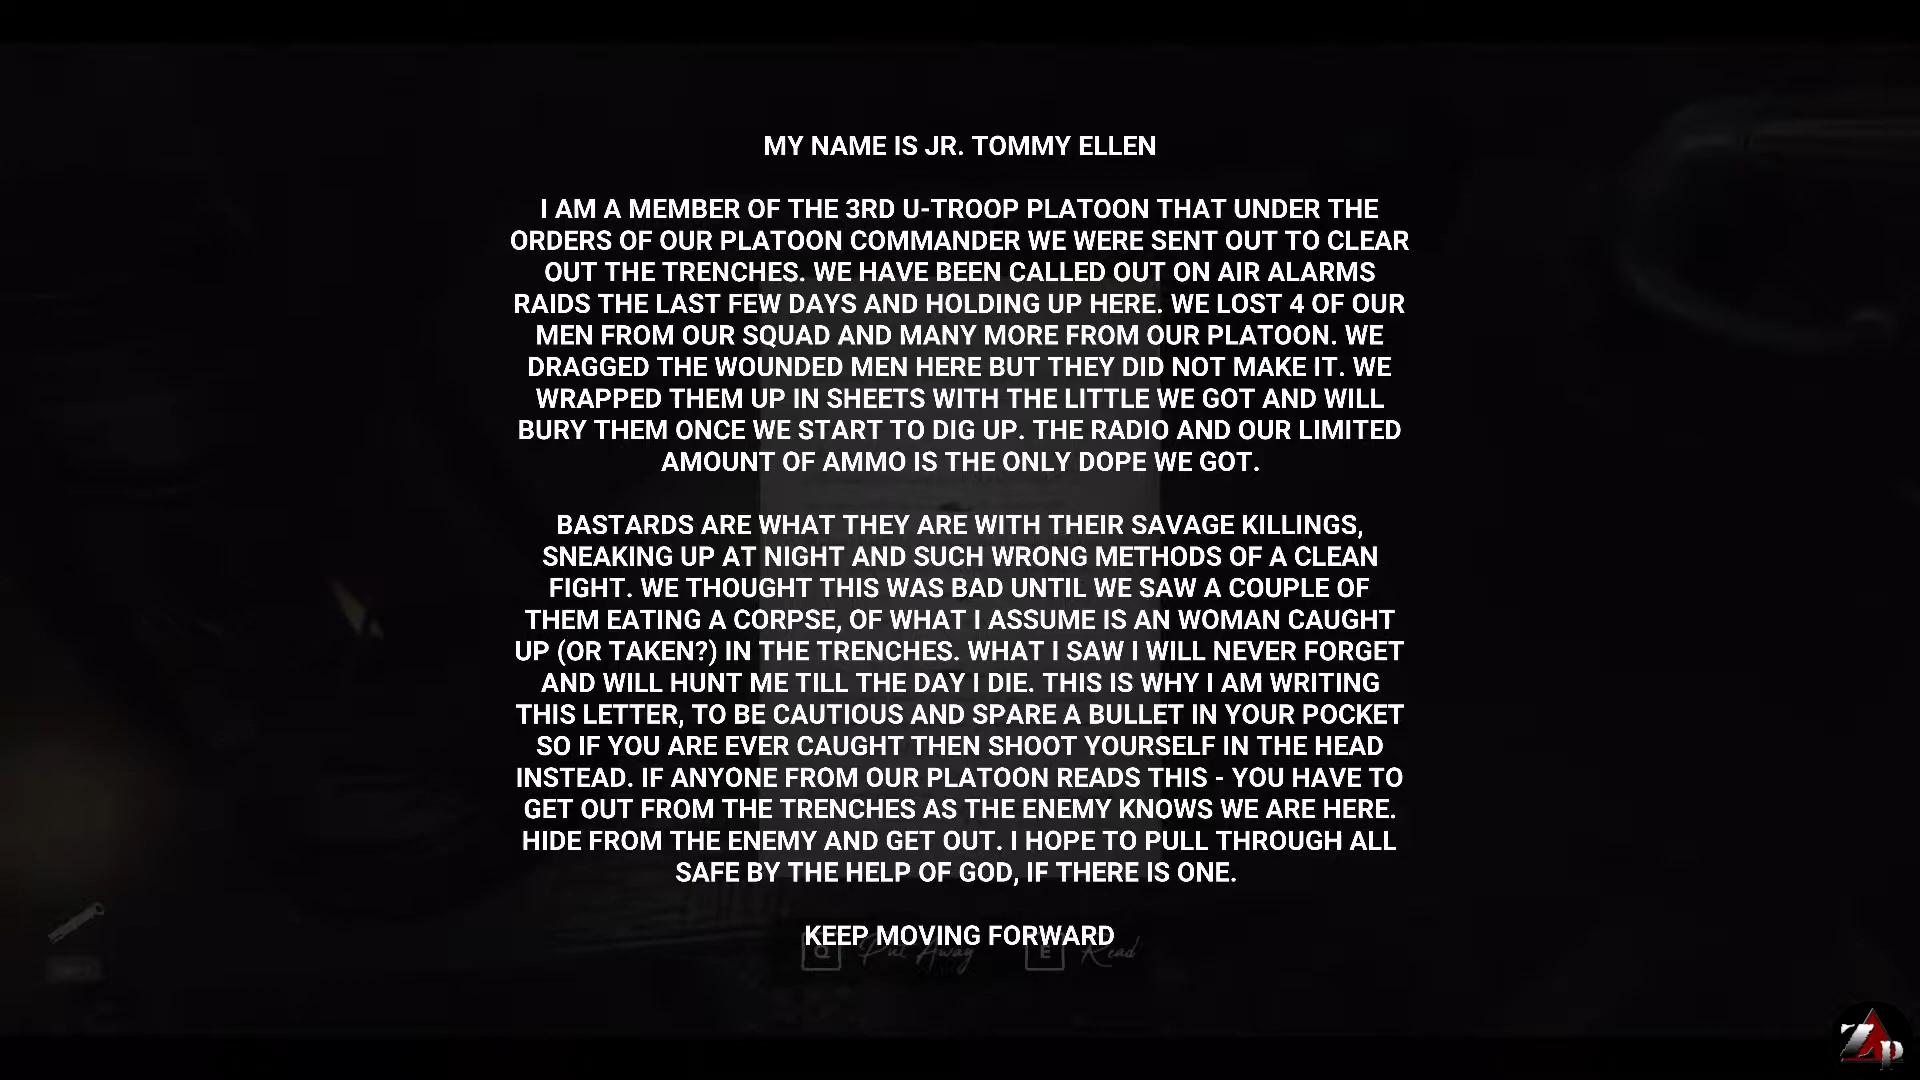 MY NAME IS JR. TOMMY ELLEN
I AM A MEMBER OF THE 3RD U-TROOP PLATOON THAT UNDER THE
ORDERS OF OUR PLATOON COMMANDER WE WERE SENT OUT TO CLEAR
OUT THE TRENCHES. WE HAVE BEEN CALLED OUT ON AIR ALARMS
RAIDS THE LAST FEW DAYS AND HOLDING UP HERE. WE LOST 4 OF OUR
MEN FROM OUR SQUAD AND MANY MORE FROM OUR PLATOON. WE
DRAGGED THE WOUNDED MEN HERE BUT THEY DID NOT MAKE IT. WE
WRAPPED THEM UP IN SHEETS WITH THE LITTLE WE GOT AND WILL
BURY THEM ONCE WE START TO DIG UP. THE RADIO AND OUR LIMITED
AMOUNT OF AMMO IS THE ONLY DOPE WE GOT.
BASTARDS ARE WHAT THEY ARE WITH THEIR SAVAGE KILLINGS,
SNEAKING UP AT NIGHT AND SUCH WRONG METHODS OF A CLEAN
FIGHT. WE THOUGHT THIS WAS BAD UNTIL WE SAW A COUPLE OF
THEM EATING A CORPSE, OF WHAT I ASSUME IS AN WOMAN CAUGHT
UP (OR TAKEN?) IN THE TRENCHES. WHAT I SAW I WILL NEVER FORGET
AND WILL HUNT ME TILL THE DAY I DIE. THIS IS WHY I AM WRITING
THIS LETTER, TO BE CAUTIOUS AND SPARE A BULLET IN YOUR POCKET
SO IF YOU ARE EVER CAUGHT THEN SHOOT YOURSELF IN THE HEAD
INSTEAD. IF ANYONE FROM OUR PLATOON READS THIS - YOU HAVE TO
GET OUT FROM THE TRENCHES AS THE ENEMY KNOWS WE ARE HERE.
HIDE FROM THE ENEMY AND GET OUT. I HOPE TO PULL THROUGH ALL
SAFE BY THE HELP OF GOD, IF THERE IS ONE.
KEEP MOVING FORWARD
Q Put Away E Read
ZAp